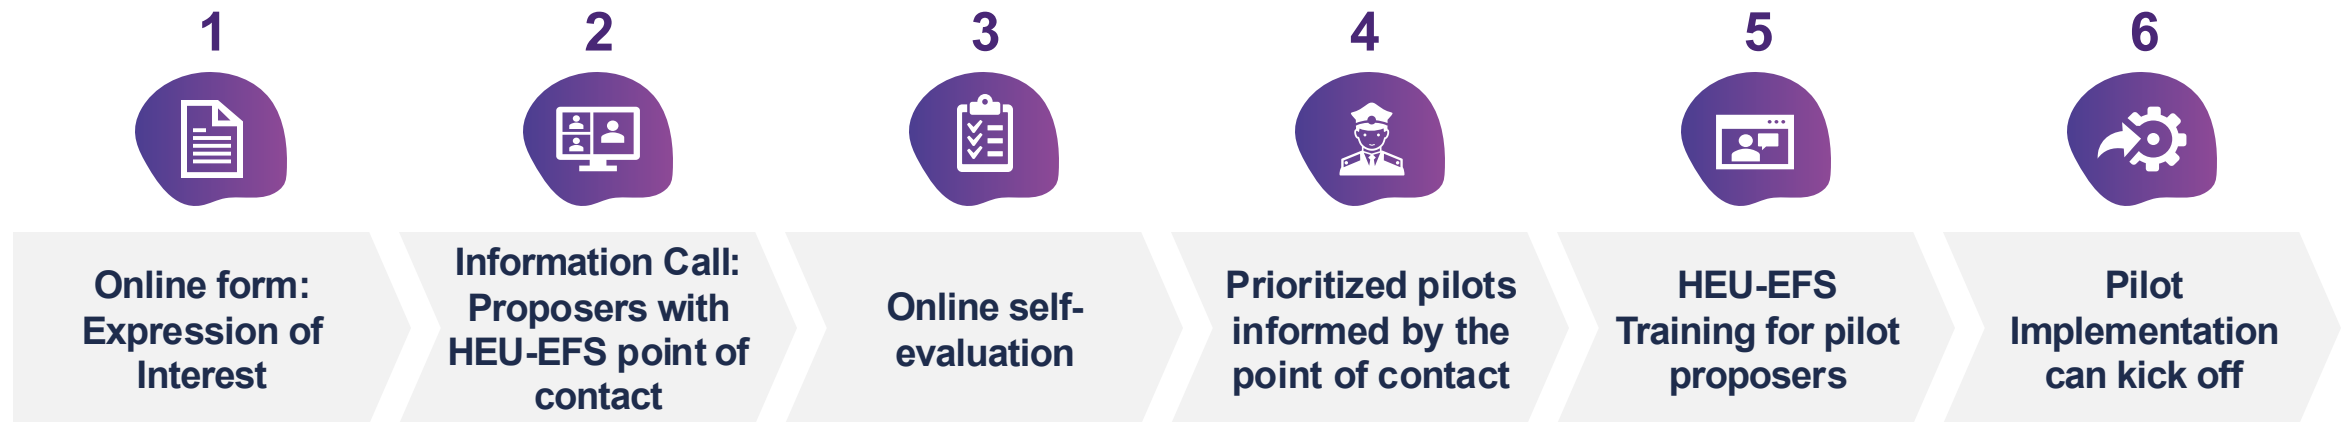 1
2
3
4
5
6
Online form:
Expression of
Interest
Information Call:
Proposers with
HEU-EFS point of
contact
Online self-
evaluation
Prioritized pilots
informed by the
point of contact
HEU-EFS
Training for pilot
proposers
Pilot
Implementation
can kick off